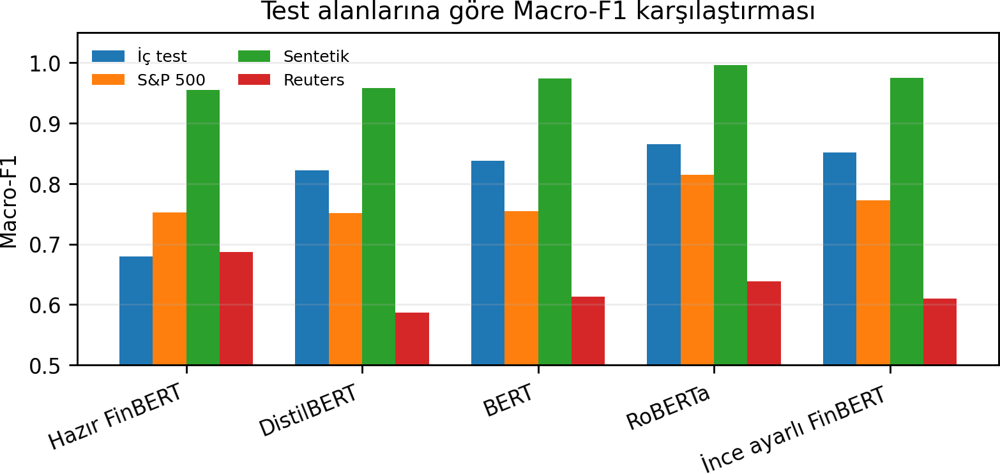 Test alanlarına göre Macro-F1 karşılaştırması
İç test
S&P 500
Sentetik
Reuters
Macro-F1
1.0
0.9
0.8
0.7
0.6
0.5
Hazır FinBERT
DistilBERT
BERT
RoBERTa
İnce ayarlı FinBERT